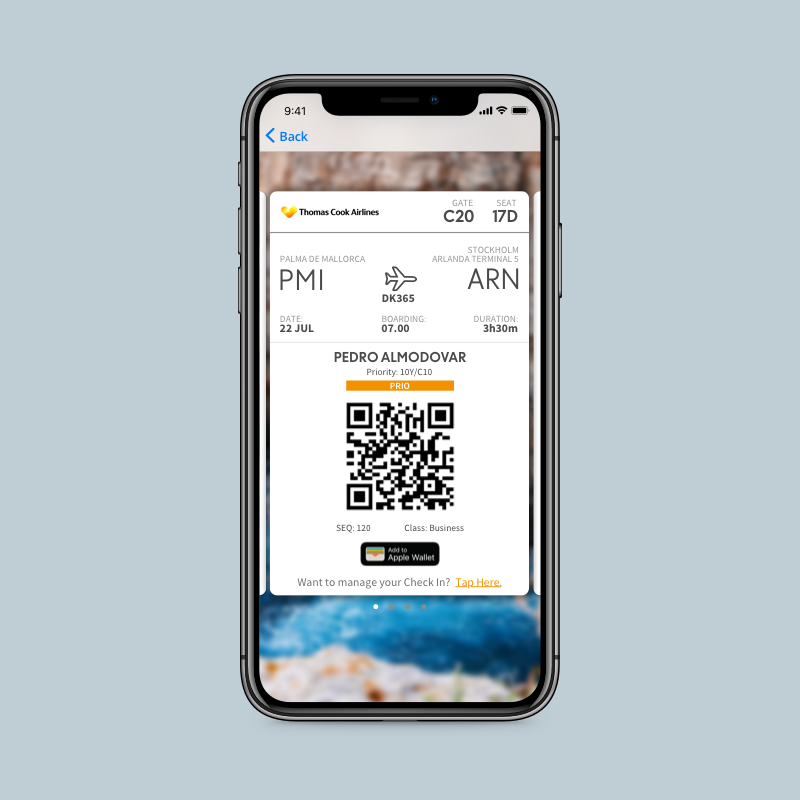 9:41
Back
Thomas Cook Airlines
GATE SEAT
C20 17D
STOCKHOLM
PALMA DE MALLORCA ARLANDA TERMINAL 5
PMI ARN
DK365
DATE: BOARDING: DURATION:
22 JUL 07.00 3h30m
PEDRO ALMODOVAR
Priority: 10Y/C10
PRIO
SEQ: 120 Class: Business
Add to
Apple Wallet
Want to manage your Check In? Tap Here.